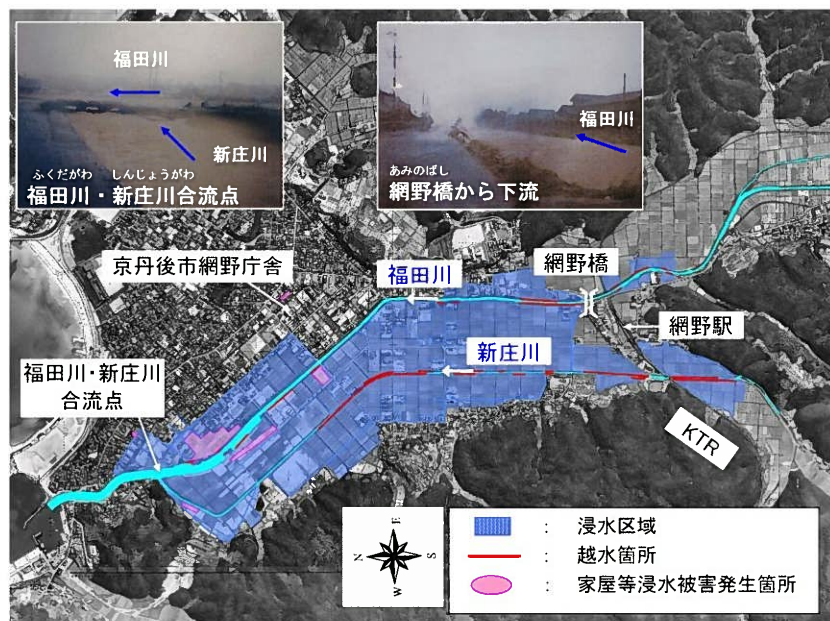 福田川
新庄川
ふくだがわ しんじょうがわ
福田川・新庄川合流点
福田川
あみのばし
網野橋から下流
京丹後市網野庁舎
福田川
網野橋
網野駅
新庄川
福田川・新庄川
合流点
KTR
E
N
S
W
: 浸水区域
: 越水箇所
: 家屋等浸水被害発生箇所